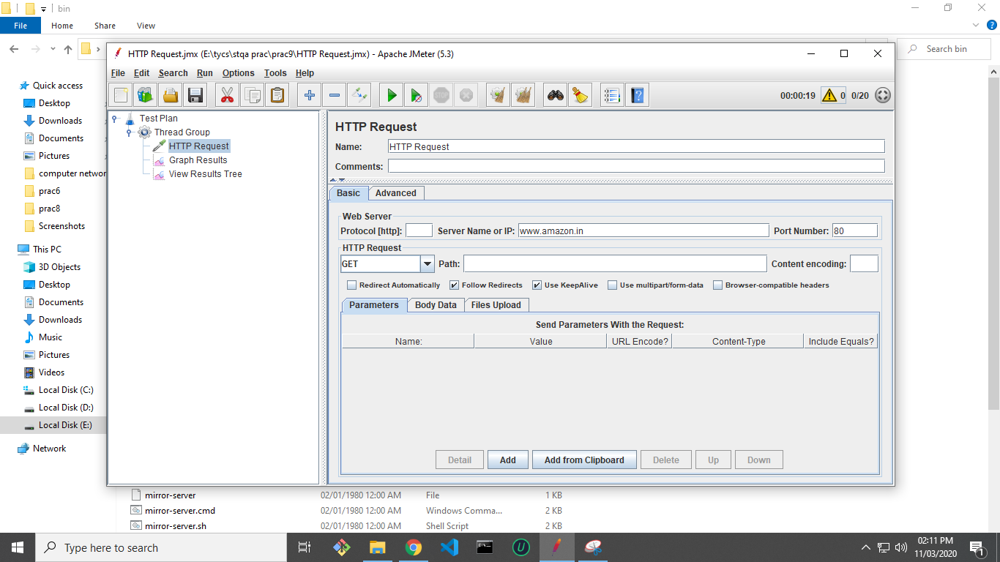 bin
File Home Share View
Search bin
HTTP Request.jmx (E:\tycs\stqa prac\prac9\HTTP Request.jmx) - Apache JMeter (5.3)
File Edit Search Run Options Tools Help
STOP 00:00:19 0 0/20
Quick access
Desktop
Downloads
Documents
Pictures
computer networ
prac6
prac8
Screenshots
This PC
3D Objects
Desktop
Documents
Downloads
Music
Pictures
Videos
Local Disk (C:)
Local Disk (D:)
Local Disk (E:)
Network
Test Plan
Thread Group
HTTP Request
Graph Results
View Results Tree
HTTP Request
Name: HTTP Request
Comments:
Basic Advanced
Web Server
Protocol [http]: Server Name or IP: www.amazon.in Port Number: 80
HTTP Request
GET Path: Content encoding:
Redirect Automatically Follow Redirects Use KeepAlive Use multipart/form-data Browser-compatible headers
Parameters Body Data Files Upload
Send Parameters With the Request:
Name: Value URL Encode? Content-Type Include Equals?
Detail Add Add from Clipboard Delete Up Down
mirror-server 02/01/1980 12:00 AM File 1 KB
mirror-server.cmd 02/01/1980 12:00 AM Windows Comma... 2 KB
mirror-server.sh 02/01/1980 12:00 AM Shell Script 2 KB
Type here to search
02:11 PM
11/03/2020
1